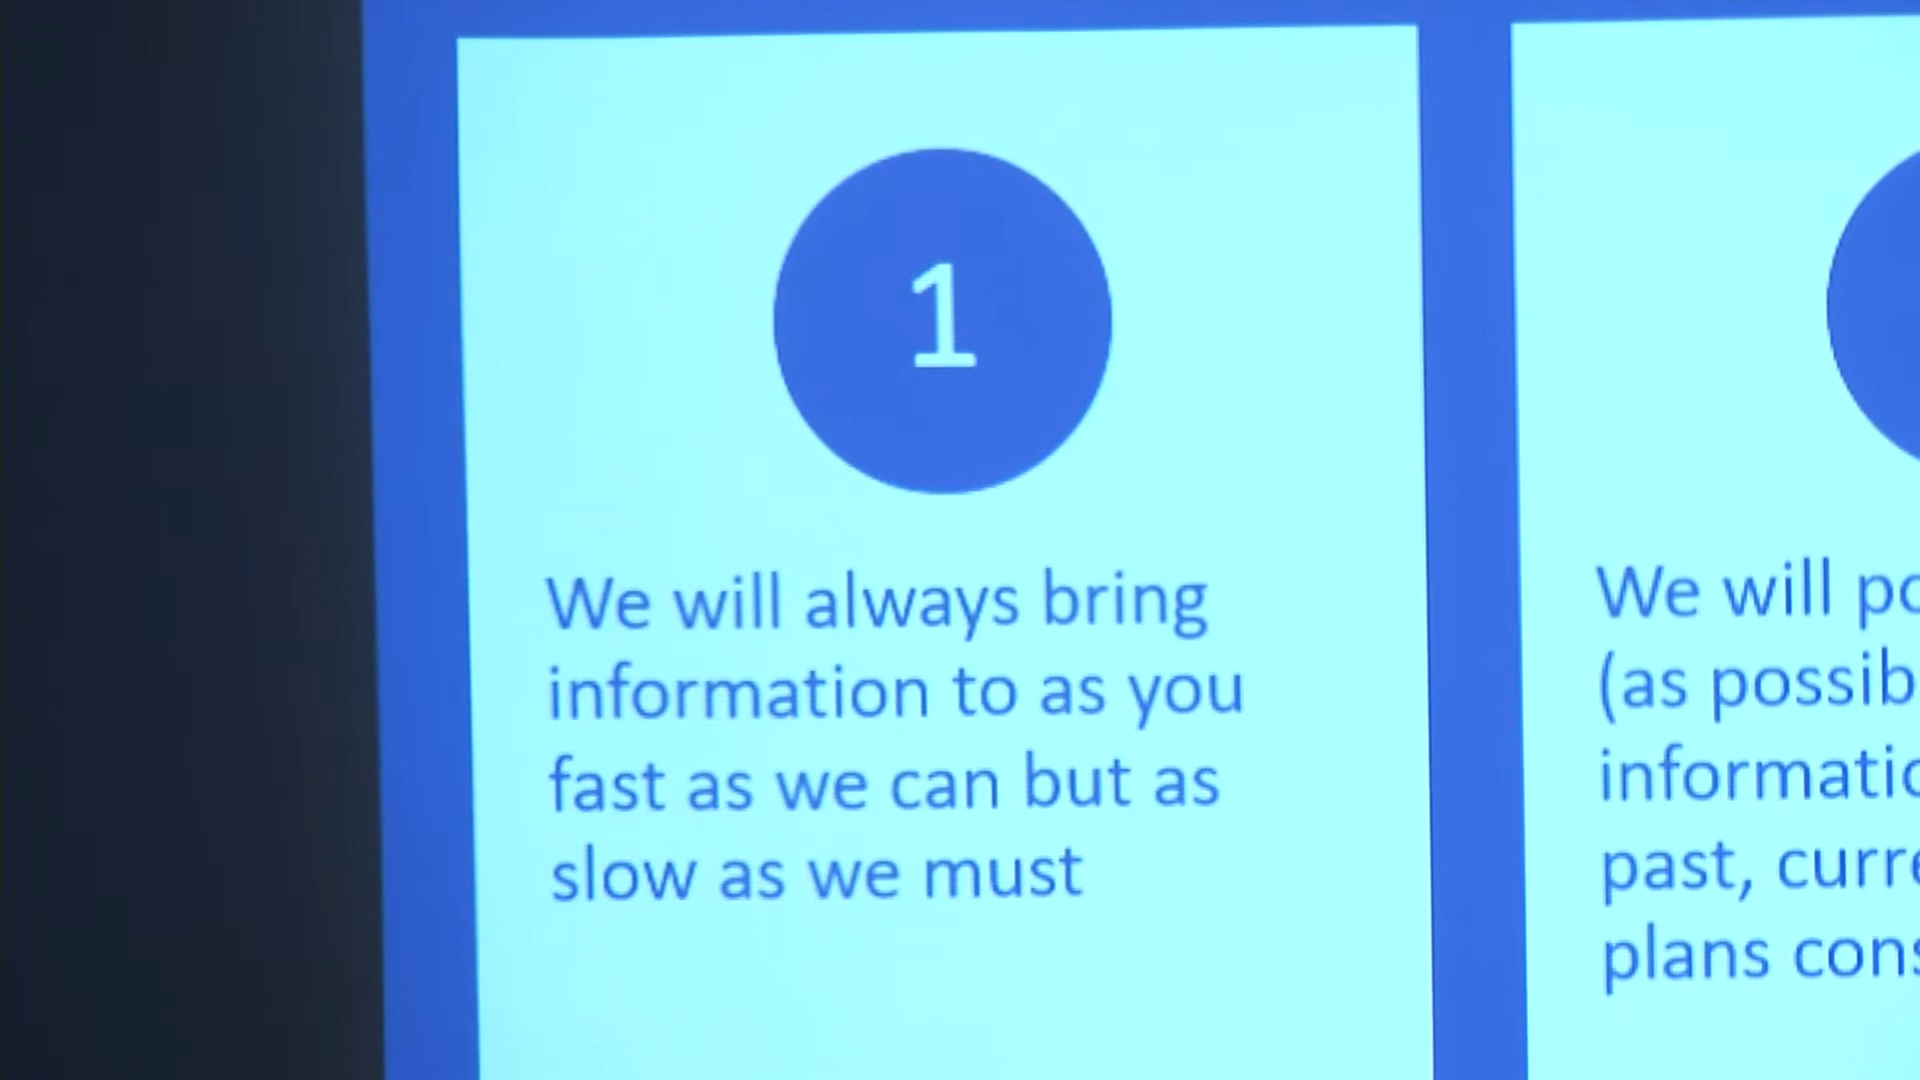 1
We will always bring
information to as you
fast as we can but as
slow as we must
We will
(as
past,
plans